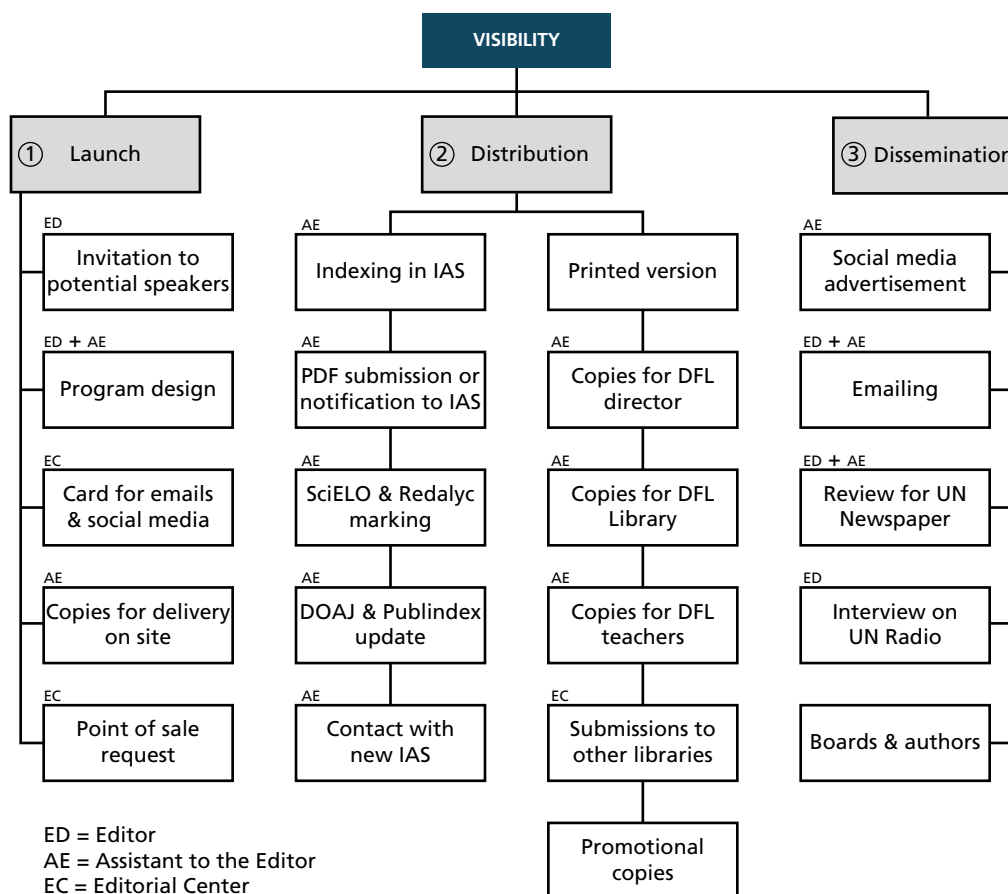 VISIBILITY
① Launch
ED
Invitation to
potential speakers
ED + AE
Program design
EC
Card for emails
& social media
AE
Copies for delivery
on site
EC
Point of sale
request
② Distribution
AE
Indexing in IAS
AE
PDF submission or
notification to IAS
AE
SciELO & Redalyc
marking
AE
DOAJ & Publindex
update
AE
Contact with
new IAS
Printed version
AE
Copies for DFL
director
AE
Copies for DFL
Library
AE
Copies for DFL
teachers
EC
Submissions to
other libraries
Promotional
copies
③ Dissemination
AE
Social media
advertisement
ED + AE
Emailing
ED + AE
Review for UN
Newspaper
ED
Interview on
UN Radio
Boards & authors
ED = Editor
AE = Assistant to the Editor
EC = Editorial Center